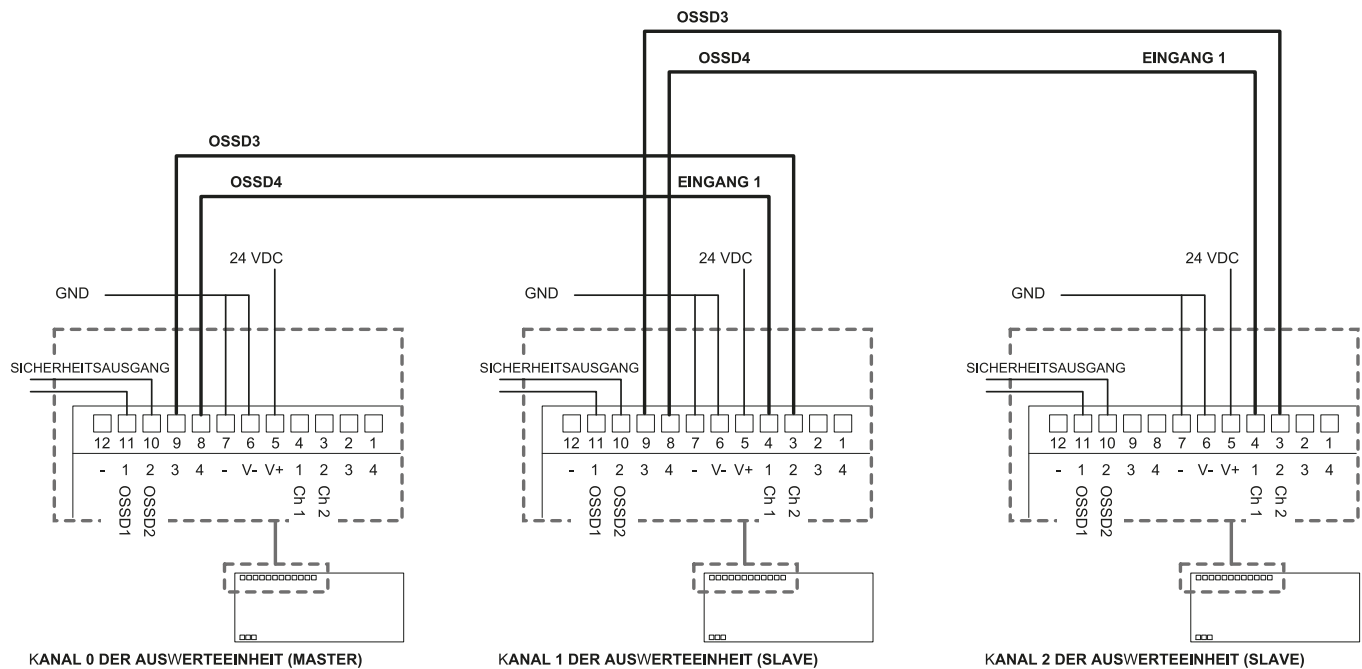 OSSD3
OSSD4 EINGANG 1
OSSD3
OSSD4 EINGANG 1
24 VDC 24 VDC 24 VDC
GND GND GND
SICHERHEITSAUSGANG SICHERHEITSAUSGANG SICHERHEITSAUSGANG
12 11 10 9 8 7 6 5 4 3 2 1 12 11 10 9 8 7 6 5 4 3 2 1 12 11 10 9 8 7 6 5 4 3 2 1
- 1 2 3 4 - V- V+ 1 2 3 4 - 1 2 3 4 - V- V+ 1 2 3 4 - 1 2 3 4 - V- V+ 1 2 3 4
OSSD1 OSSD2 Ch 1 Ch 2 OSSD1 OSSD2 Ch 1 Ch 2 OSSD1 OSSD2 Ch 1 Ch 2
KANAL 0 DER AUSWERTEEINHEIT (MASTER) KANAL 1 DER AUSWERTEEINHEIT (SLAVE) KANAL 2 DER AUSWERTEEINHEIT (SLAVE)